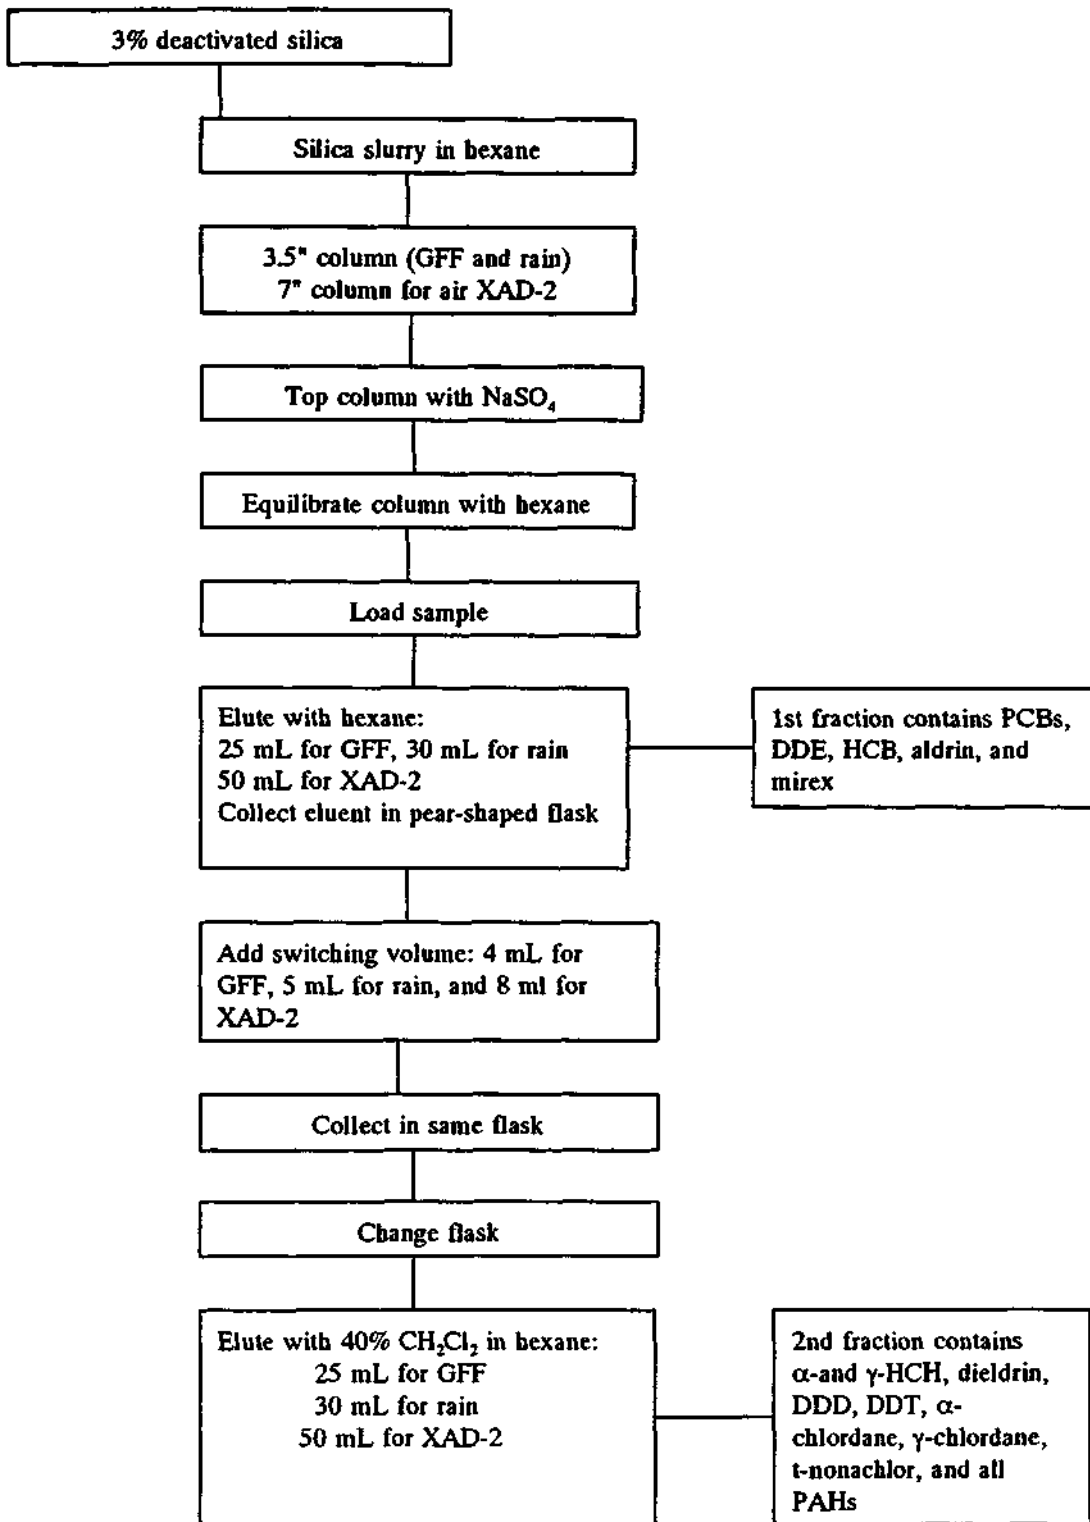 3% deactivated silica
Silica slurry in hexane
3.5" column (GFF and rain)
7" column for air XAD-2
Top column with NaSO₄
Equilibrate column with hexane
Load sample
Elute with hexane:
25 mL for GFF, 30 mL for rain
50 mL for XAD-2
Collect eluent in pear-shaped flask
1st fraction contains PCBs,
DDE, HCB, aldrin, and
mirex
Add switching volume: 4 mL for
GFF, 5 mL for rain, and 8 ml for
XAD-2
Collect in same flask
Change flask
Elute with 40% CH₂Cl₂ in hexane:
25 mL for GFF
30 mL for rain
50 mL for XAD-2
2nd fraction contains
α-and γ-HCH, dieldrin,
DDD, DDT, α-
chlordane, γ-chlordane,
t-nonachlor, and all
PAHs